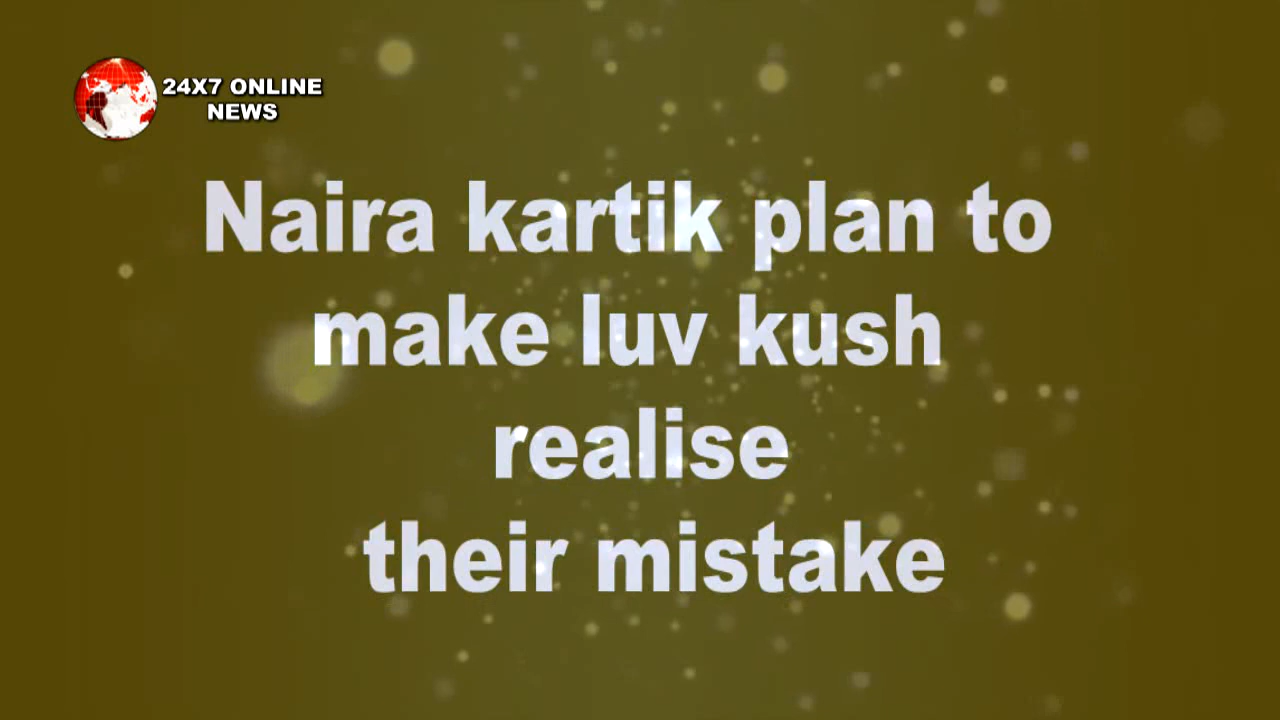 24X7 ONLINE
NEWS
Naira kartik plan to
make luv kush
realise
their mistake